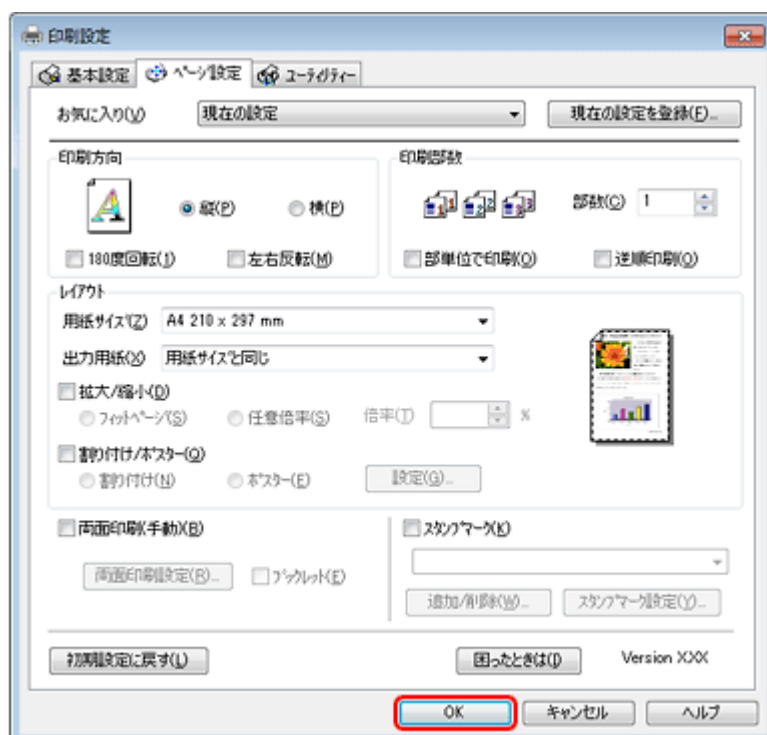 印刷設定
基本設定 ページ設定 ユーティリティー
お気に入り(V) 現在の設定 現在の設定を登録(F)...
印刷方向 印刷部数
縦(P) 横(P) 部数(C) 1
180度回転(1) 左右反転(M) 部単位で印刷(O) 逆順印刷(O)
レイアウト
用紙サイズ(Z) A4 210 x 297 mm
出力用紙(X) 用紙サイズと同じ
拡大/縮小(D)
フィットページ(S) 任意倍率(S) 倍率(T) %
割り付け/ポスター(Q)
割り付け(N) ポスター(E) 設定(G)...
両面印刷(手動)(B) スタンプマーク(K)
両面印刷設定(R)... ブックレット(E)
追加/削除(W)... スタンプマーク設定(Y)...
初期設定に戻す(L) 困ったときは(I) Version XXX
OK キャンセル ヘルプ